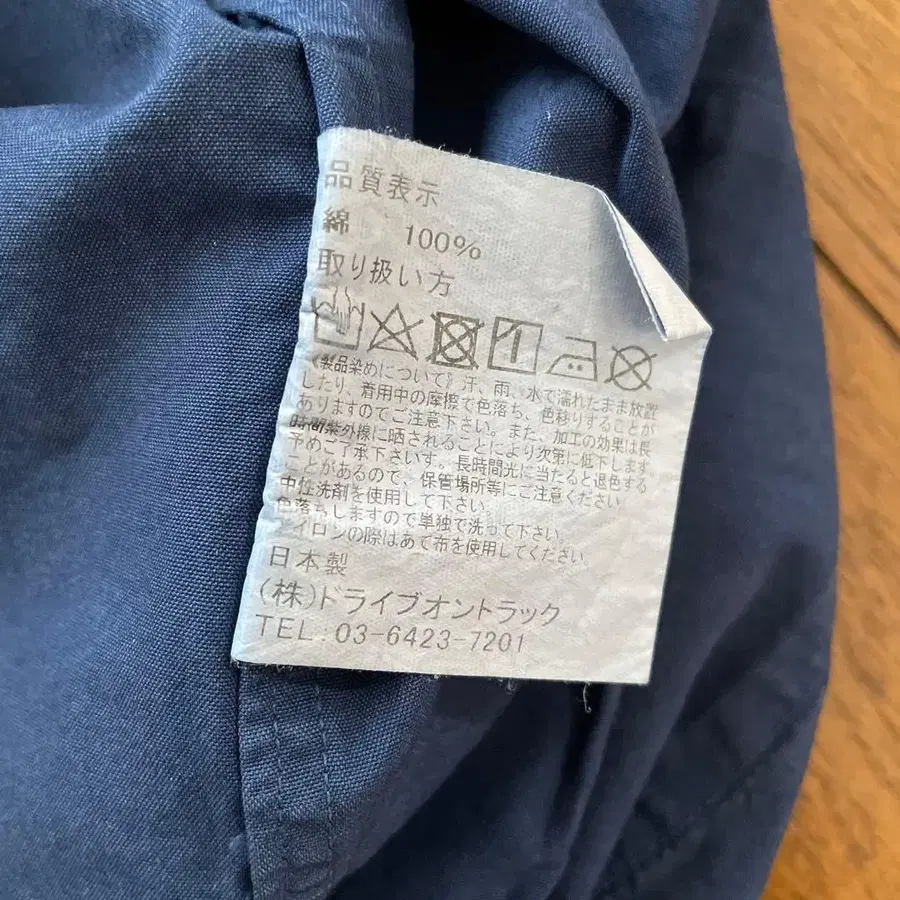 品質表示
綿 100%
取り扱い方
《製品染めについて》汗、雨、水で濡れたまま放置
したり、着用中の摩擦で色落ち、色移りすることが
ありますのでご注意下さい。また、加工の効果は長
時間紫外線に晒されることにより次第に低下します。
予めご了承下さいす。長時間光に当たると退色する
ことがあるので、保管場所等にご注意ください
中性洗剤を使用して下さい。
色落ちしますので単独で洗って下さい。
アイロンの際はあて布を使用してください。
日本製
(株)ドライブオントラック
TEL. 03-6423-7201